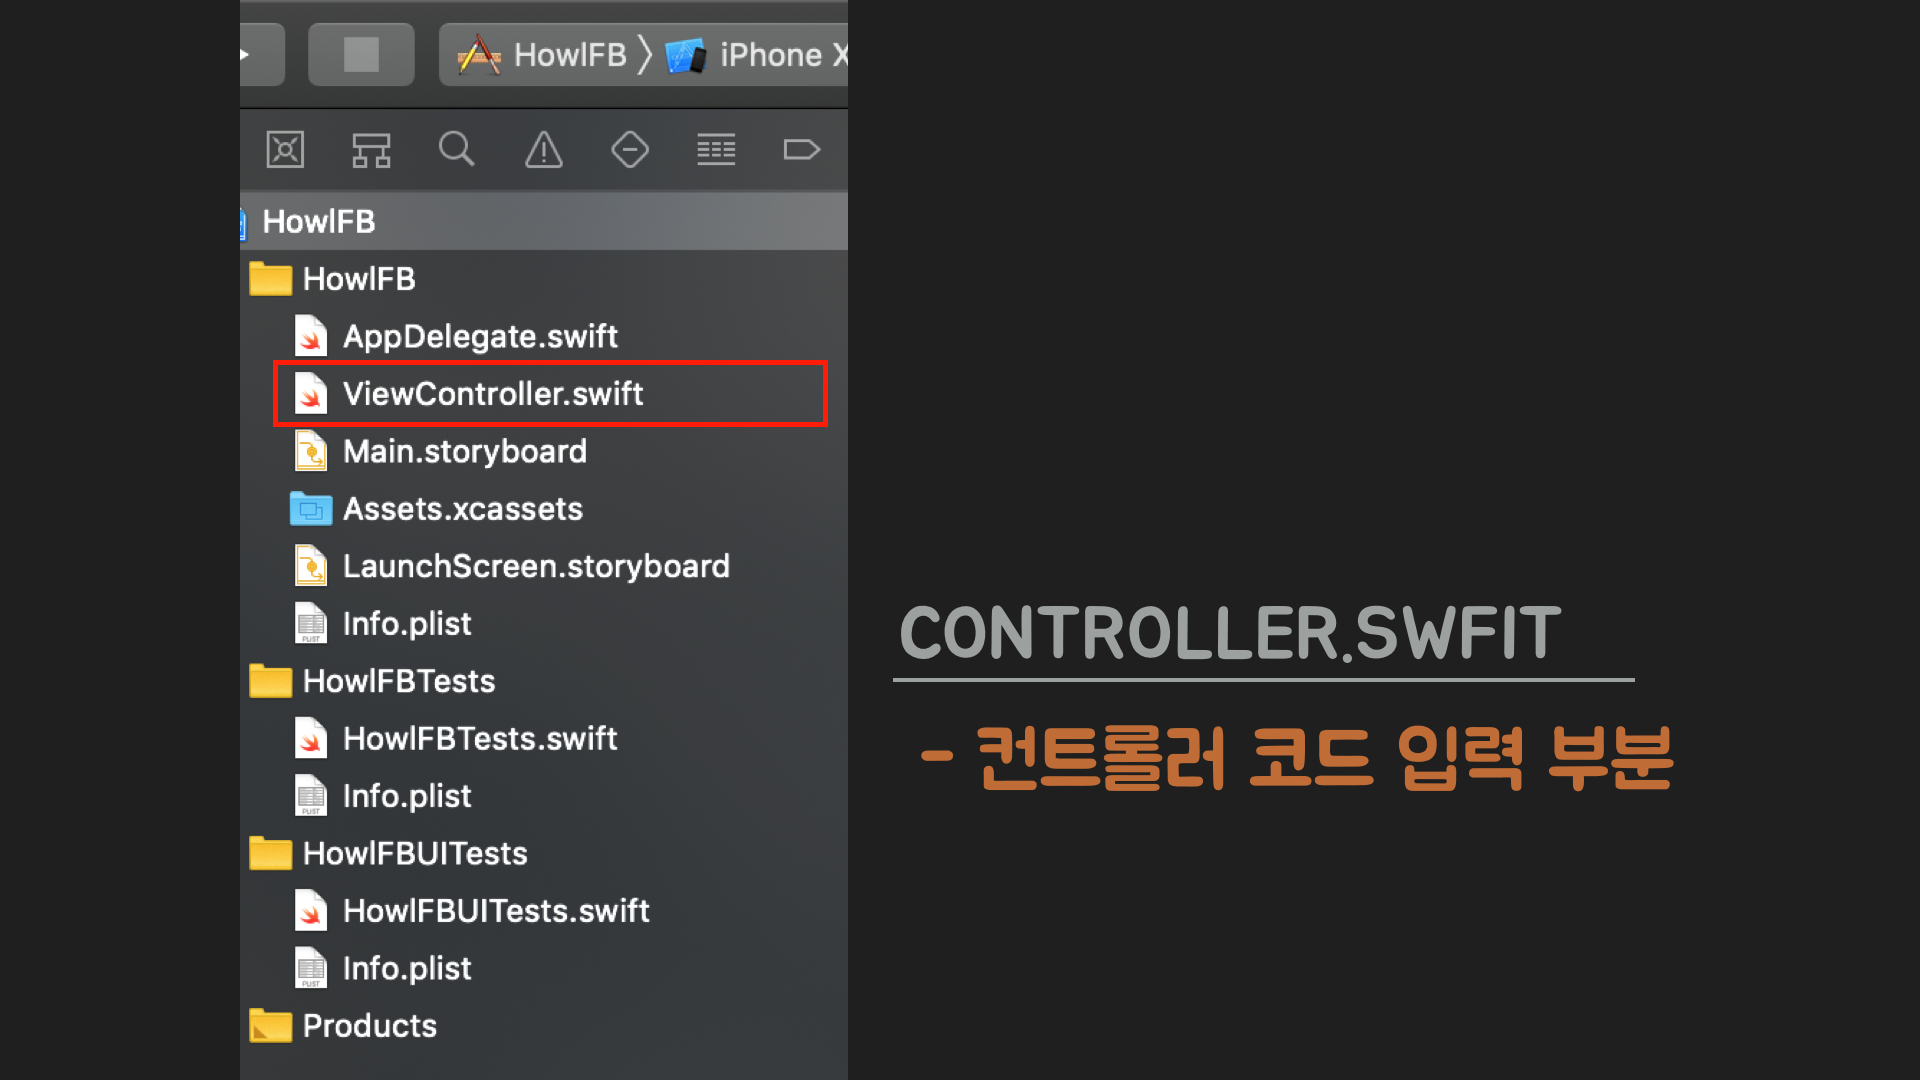 HowlFB 〉 iPhone X
HowlFB
HowlFB
AppDelegate.swift
ViewController.swift
Main.storyboard
Assets.xcassets
LaunchScreen.storyboard
Info.plist
HowlFBTests
HowlFBTests.swift
Info.plist
HowlFBUITests
HowlFBUITests.swift
Info.plist
Products
CONTROLLER.SWFIT
- 컨트롤러 코드 입력 부분